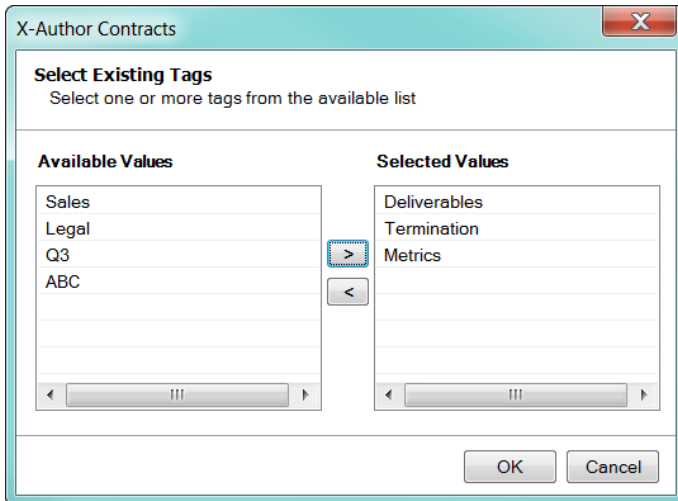 X-Author Contracts
X
Select Existing Tags
Select one or more tags from the available list
Available Values
Selected Values
Sales
Legal
Q3
ABC
>
<
Deliverables
Termination
Metrics
OK
Cancel